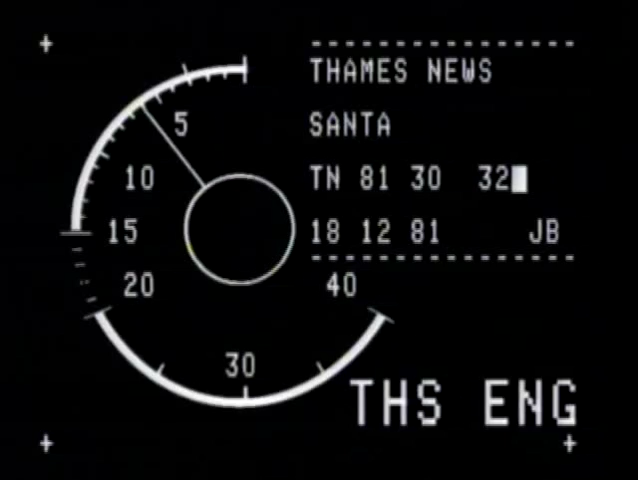 THAMES NEWS
SANTA
TN 81 30 32
18 12 81 JB
5
10
15
20
30
40
THS ENG